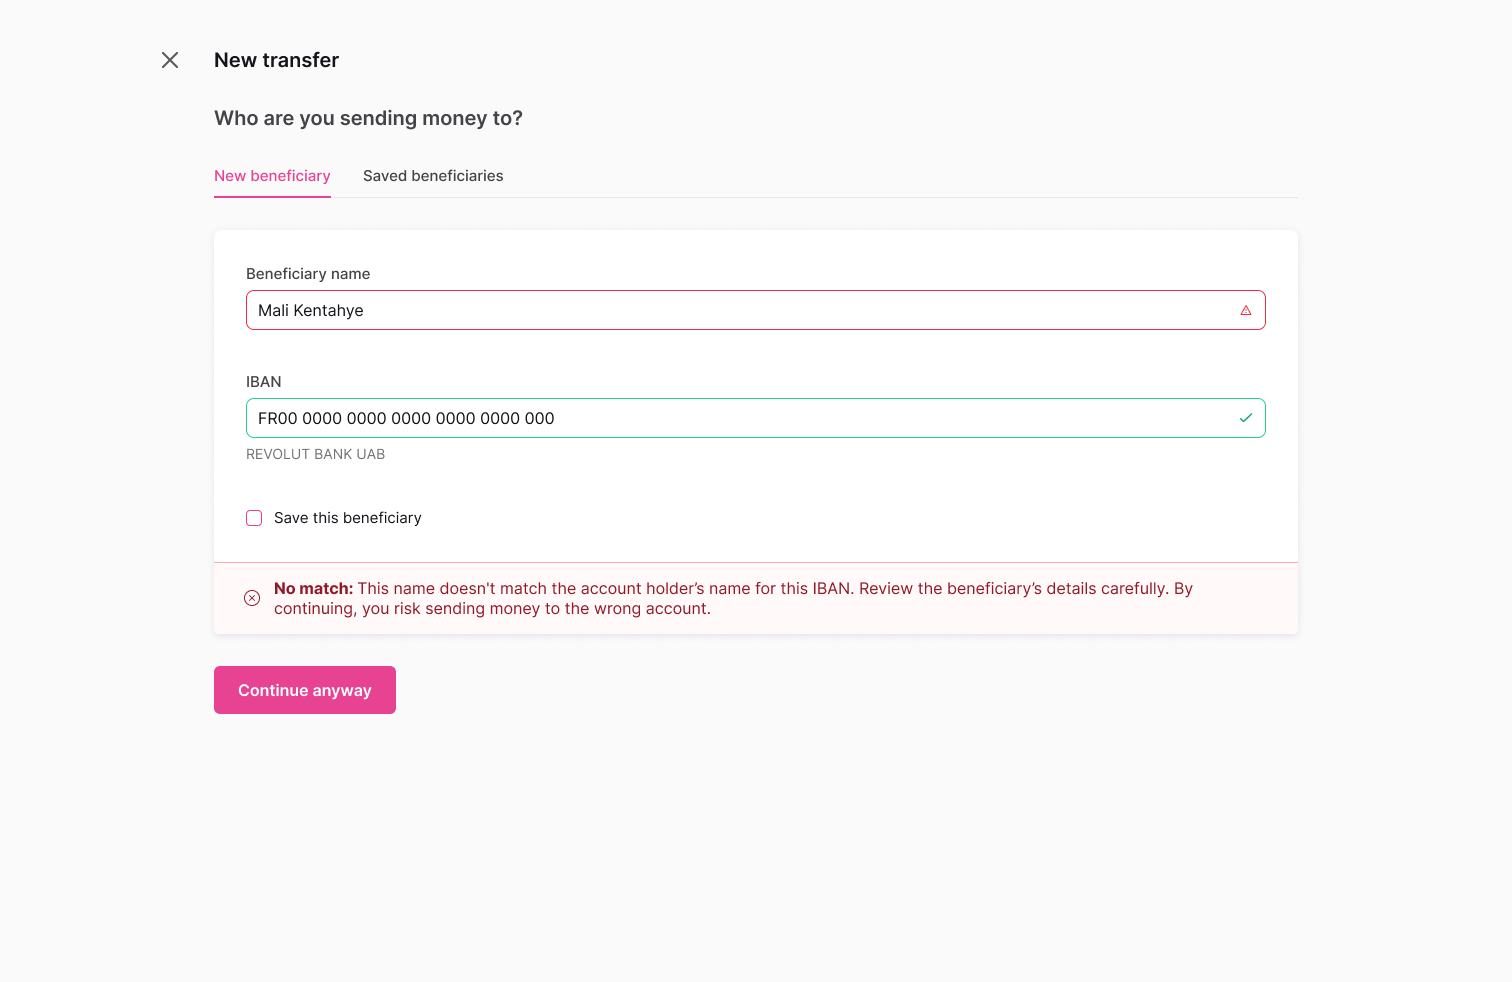 New transfer
Who are you sending money to?
New beneficiary Saved beneficiaries
Beneficiary name
Mali Kentahye
IBAN
FR00 0000 0000 0000 0000 0000 000
REVOLUT BANK UAB
Save this beneficiary
No match: This name doesn't match the account holder’s name for this IBAN. Review the beneficiary’s details carefully. By
continuing, you risk sending money to the wrong account.
Continue anyway